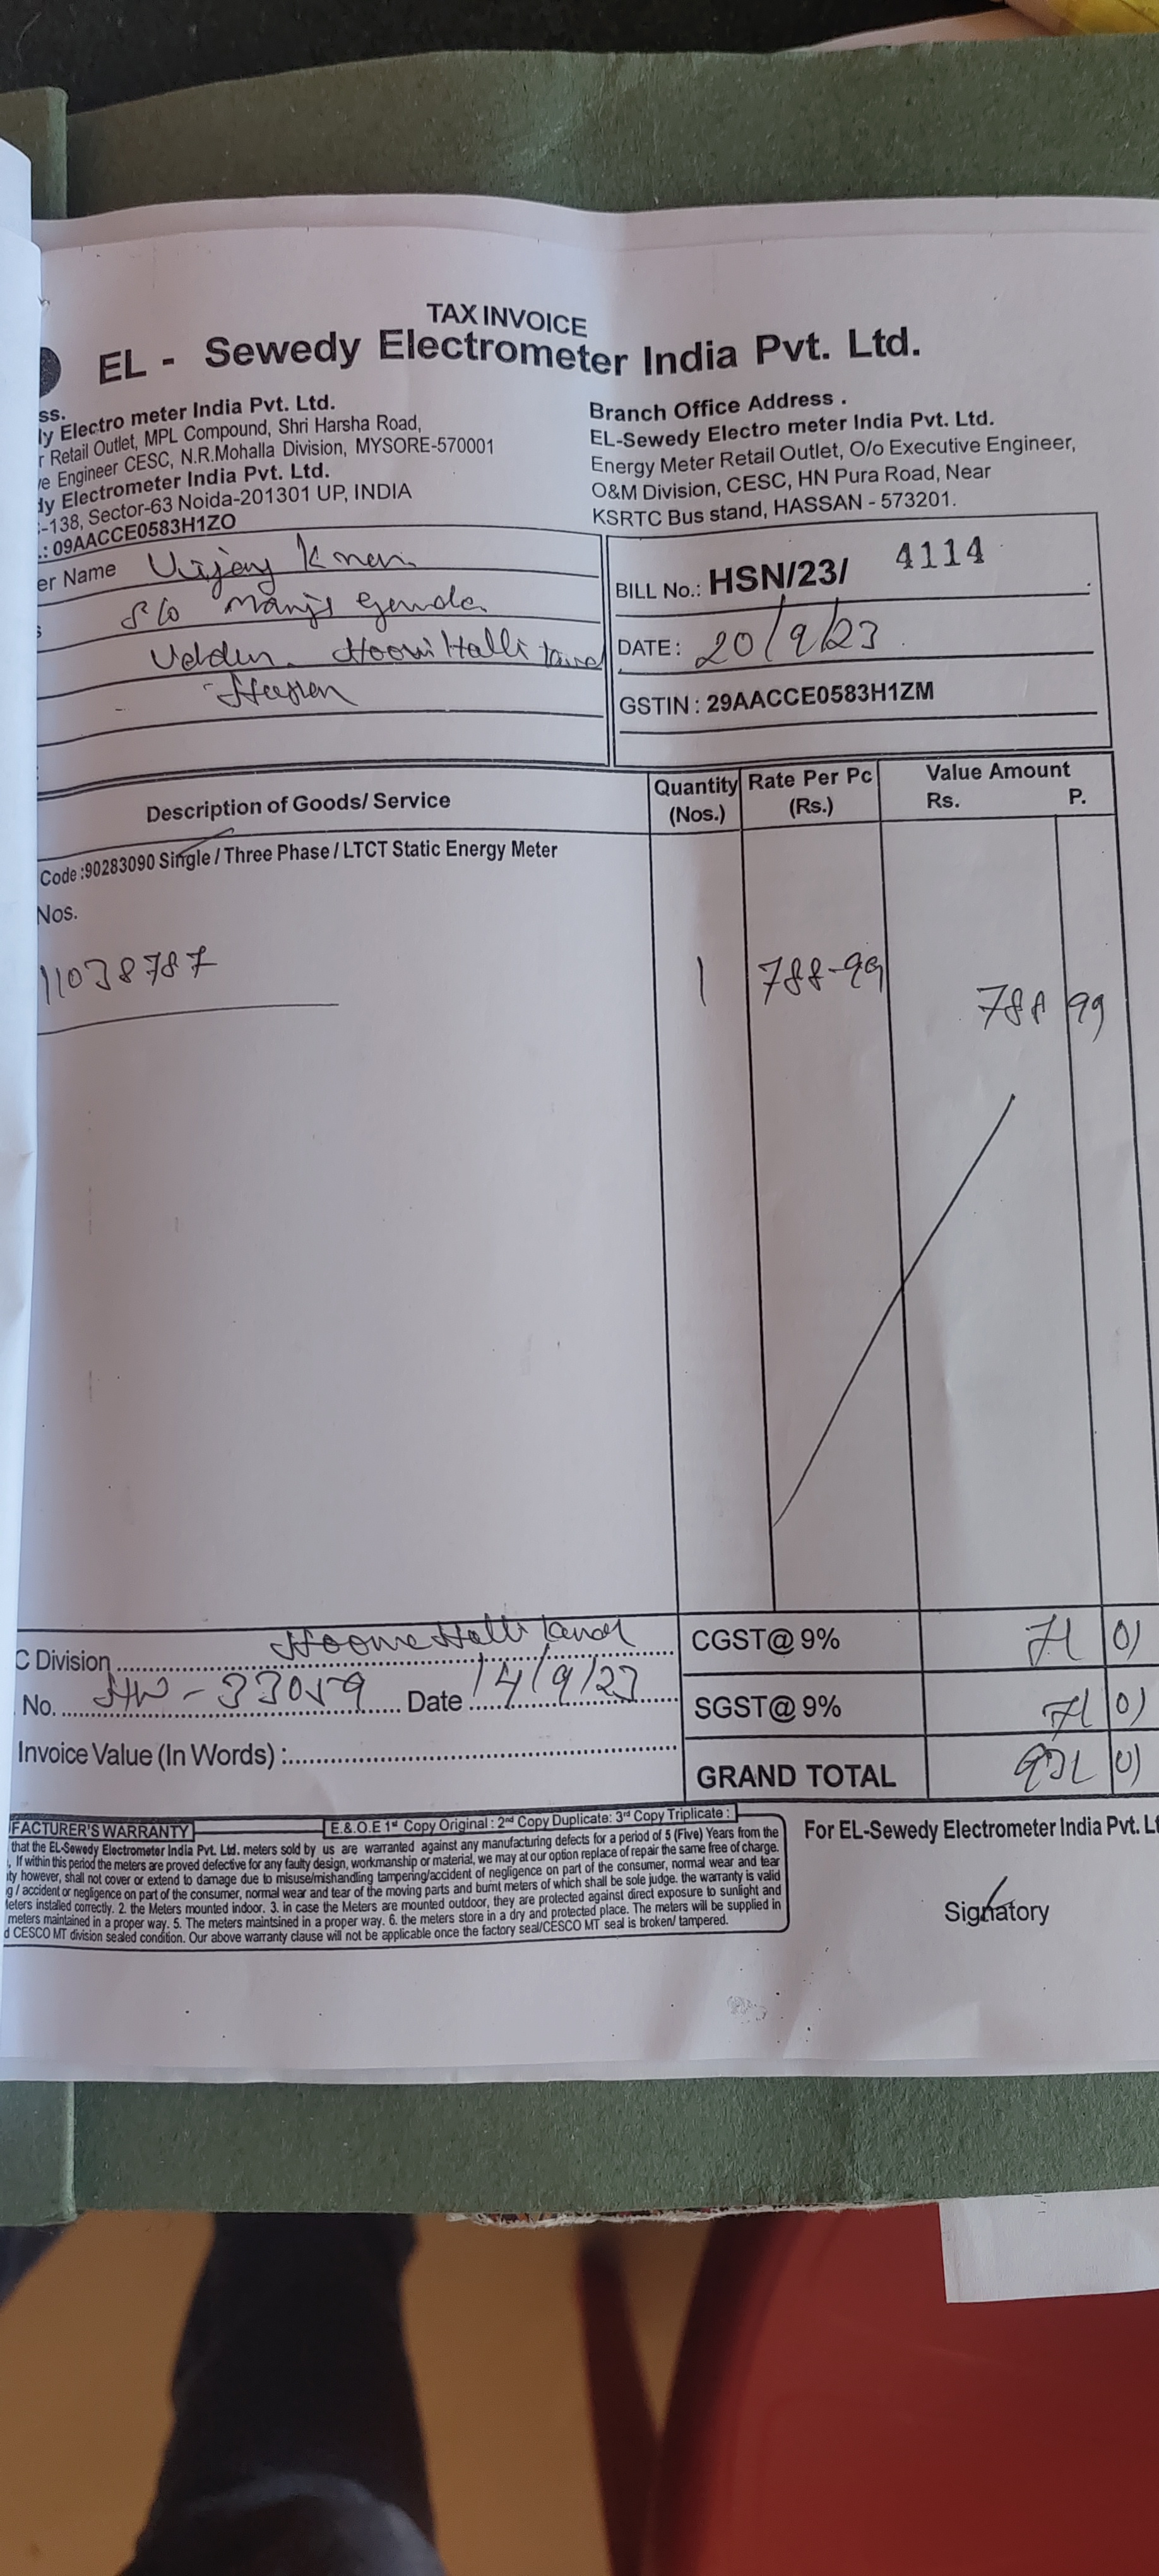 TAX INVOICE
EL - Sewedy Electrometer India Pvt. Ltd.
ss.
ly Electro meter India Pvt. Ltd.
r Retail Outlet, MPL Compound, Shri Harsha Road,
ve Engineer CESC, N.R.Mohalla Division, MYSORE-570001
dy Electrometer India Pvt. Ltd.
-138, Sector-63 Noida-201301 UP, INDIA
.: 09AACCE0583H1ZO
Branch Office Address .
EL-Sewedy Electro meter India Pvt. Ltd.
Energy Meter Retail Outlet, O/o Executive Engineer,
O&M Division, CESC, HN Pura Road, Near
KSRTC Bus stand, HASSAN - 573201.
er Name Vijay
S/o Manje Gowda
HooviHalli
BILL No.: HSN/23/ 4114
DATE : 20/9/23
GSTIN : 29AACCE0583H1ZM
Description of Goods/ Service Quantity (Nos.) Rate Per Pc (Rs.) Value Amount Rs. P.
Code :90283090 Single / Three Phase / LTCT Static Energy Meter
Nos.
11038787 1 788-99 788 99
C Division
CGST@ 9% 71 01
No. HW-33059 Date 14/9/23
SGST@ 9% 71 01
Invoice Value (In Words) :
GRAND TOTAL 931 01
FACTURER'S WARRANTY E.& O.E 1st Copy Original : 2nd Copy Duplicate: 3rd Copy Triplicate :
that the EL-Sewedy Electrometer India Pvt. Ltd. meters sold by us are warranted against any manufacturing defects for a period of 5 (Five) Years from the
. If within this period the meters are proved defective for any faulty design, workmanship or material, we may at our option replace of repair the same free of charge.
ty however, shall not cover or extend to damage due to misuse/mishandling tampering/accident of negligence on part of the consumer, normal wear and tear
g / accident or negligence on part of the consumer, normal wear and tear of the moving parts and burnt meters of which shall be sole judge. the warranty is valid
Meters installed correctly. 2. the Meters mounted indoor. 3. in case the Meters are mounted outdoor, they are protected against direct exposure to sunlight and
meters maintained in a proper way. 5. The meters maintsined in a proper way. 6. the meters store in a dry and protected place. The meters will be supplied in
d CESCO MT division sealed condition. Our above warranty clause will not be applicable once the factory seal/CESCO MT seal is broken/ tampered.
For EL-Sewedy Electrometer India Pvt. Lt
Signatory